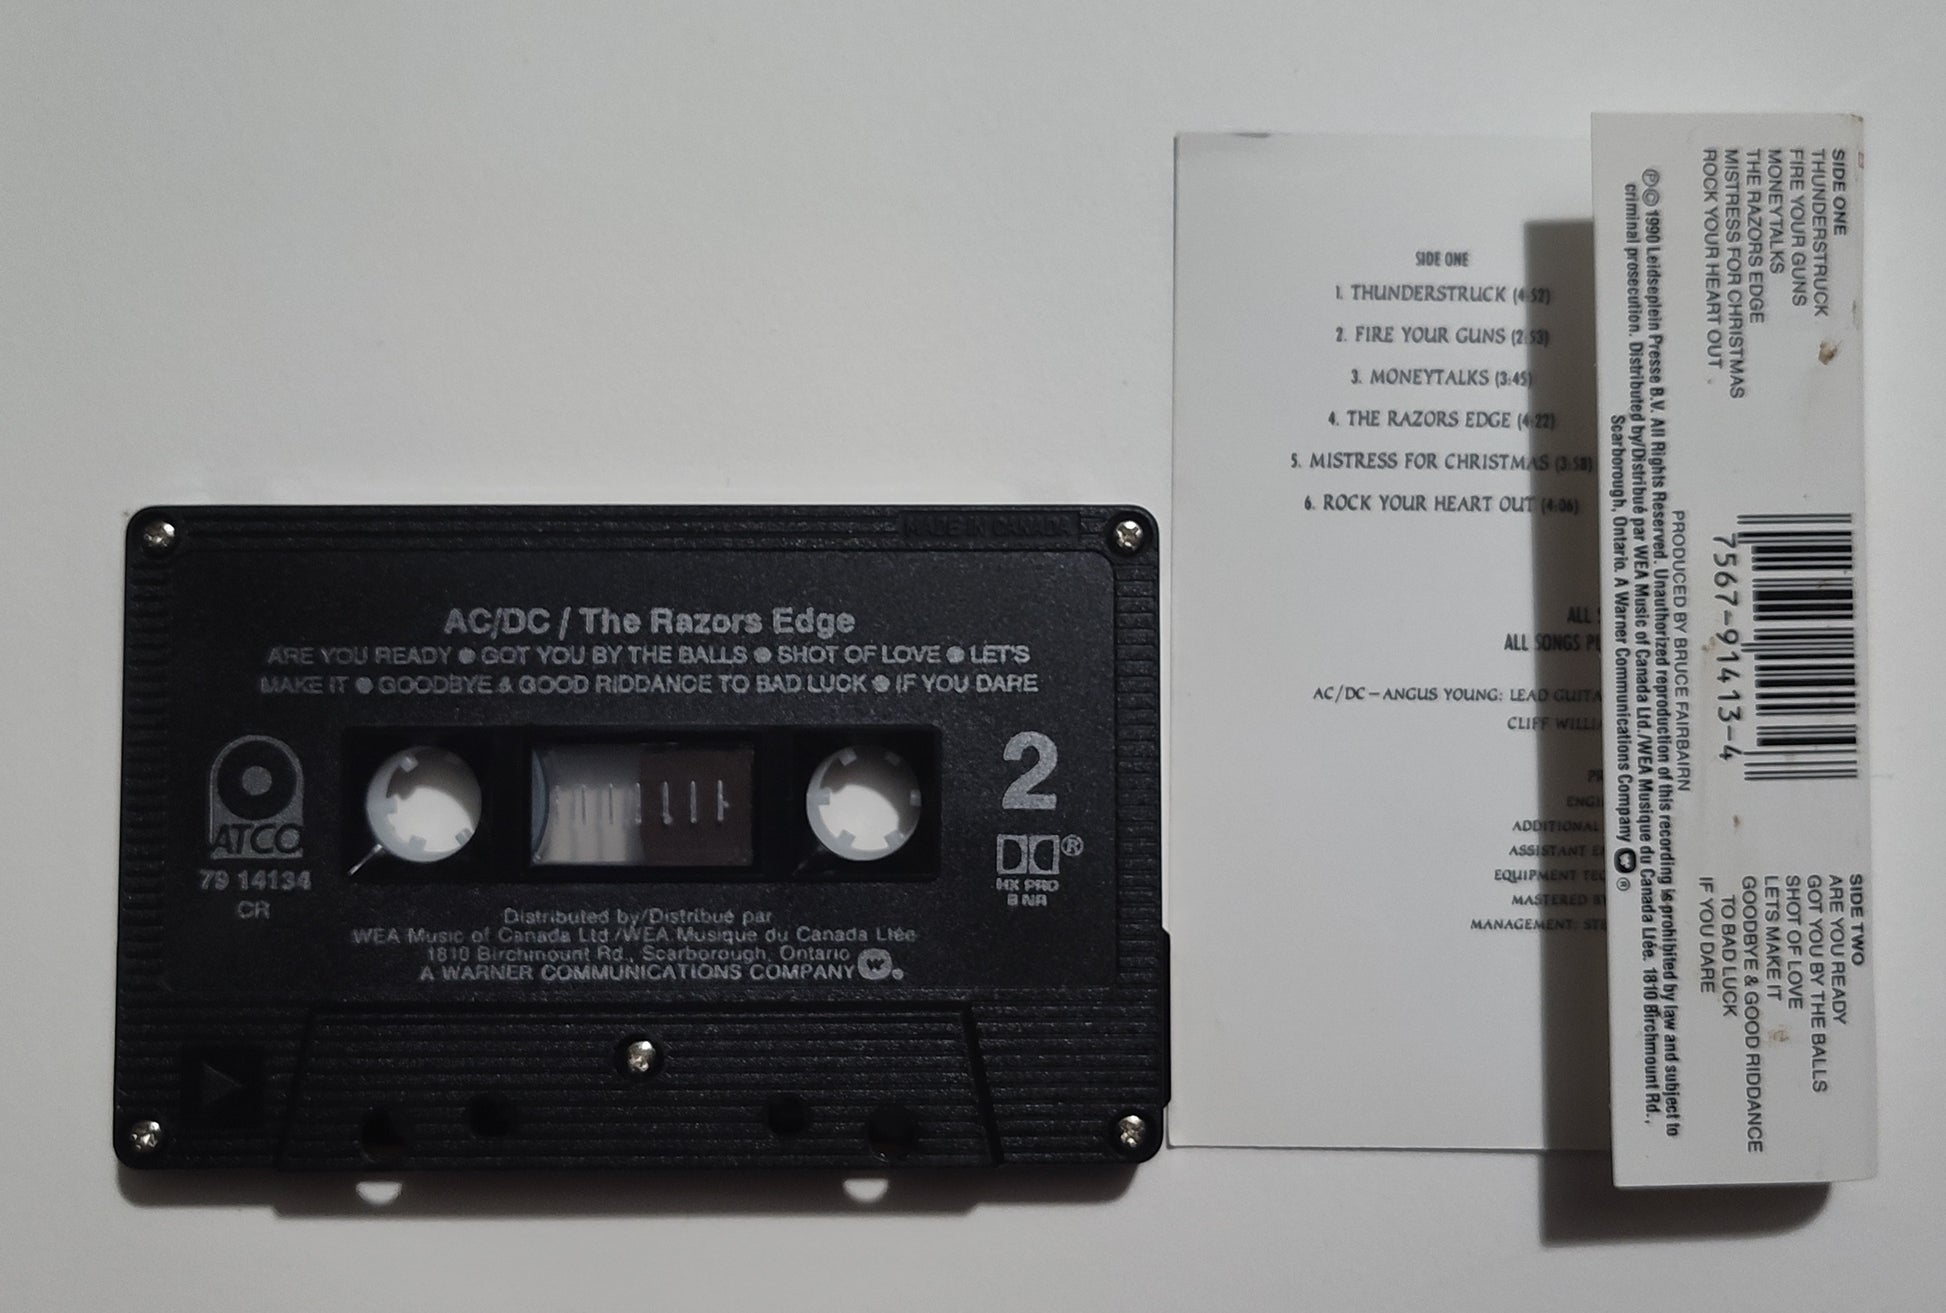 MADE IN CANADA
AC/DC / The Razors Edge
ARE YOU READY ● GOT YOU BY THE BALLS ● SHOT OF LOVE ● LET'S
MAKE IT ● GOODBYE & GOOD RIDDANCE TO BAD LUCK ● IF YOU DARE
ATCO
79 14134
CR
2
®
HX PRO
B NR
Distributed by/Distribué par
WEA Music of Canada Ltd./WEA Musique du Canada Ltée
1810 Birchmount Rd., Scarborough, Ontario
A WARNER COMMUNICATIONS COMPANY
SIDE ONE
1. THUNDERSTRUCK (4:52)
2. FIRE YOUR GUNS (2:53)
3. MONEYTALKS (3:45)
4. THE RAZORS EDGE (4:22)
5. MISTRESS FOR CHRISTMAS (3:58)
6. ROCK YOUR HEART OUT (4:06)
ALL
ALL SONGS
AC/DC – ANGUS YOUNG: LEAD
CLIFF
ADDITIONAL
ASSISTANT
EQUIPMENT
MASTERED
MANAGEMENT:
SIDE ONE
THUNDERSTRUCK
FIRE YOUR GUNS
MONEYTALKS
THE RAZORS EDGE
MISTRESS FOR CHRISTMAS
ROCK YOUR HEART OUT
7567-91413-4
SIDE TWO
ARE YOU READY
GOT YOU BY THE BALLS
SHOT OF LOVE
LETS MAKE IT
GOODBYE & GOOD RIDDANCE
TO BAD LUCK
IF YOU DARE
PRODUCED BY BRUCE FAIRBAIRN
℗© 1990 Leidseplein Presse B.V. All Rights Reserved. Unauthorized reproduction of this recording is prohibited by law and subject to
criminal prosecution. Distributed by/Distribué par WEA Music of Canada Ltd./WEA Musique du Canada Ltée. 1810 Birchmount Rd.,
Scarborough, Ontario. A Warner Communications Company ®